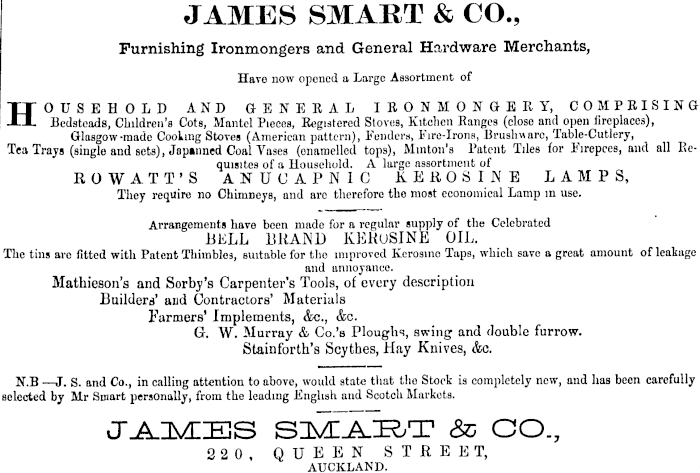 JAMES SMART & CO.,
Furnishing Ironmongers and General Hardware Merchants,
Have now opened a Large Assortment of
HOUSEHOLD AND GENERAL IRONMONGERY, COMPRISING
Bedsteads, Children's Cots, Mantel Pieces, Registered Stoves, Kitchen Ranges (close and open fireplaces),
Glasgow-made Cooking Stoves (American pattern), Fenders, Fire-Irons, Brushware, Table-Cutlery,
Tea Trays (single and sets), Japanned Coal Vases (enamelled tops), Minton's Patent Tiles for Firepces, and all Re-
quisites of a Household. A large assortment of
ROWATT'S ANUCAPNIC KEROSINE LAMPS,
They require no Chimneys, and are therefore the most economical Lamp in use.
Arrangements have been made for a regular supply of the Celebrated
BELL BRAND KEROSINE OIL.
The tins are fitted with Patent Thimbles, suitable for the improved Kerosine Taps, which save a great amount of leakage
and annoyance.
Mathieson's and Sorby's Carpenter's Tools, of every description
Builders' and Contractors' Materials
Farmers' Implements, &c., &c.
G. W. Murray & Co.'s Ploughs, swing and double furrow.
Stainforth's Scythes, Hay Knives, &c.
N.B —J. S. and Co., in calling attention to above, would state that the Stock is completely new, and has been carefully
selected by Mr Smart personally, from the leading English and Scotch Markets.
JAMES SMART & CO.,
220, QUEEN STREET,
AUCKLAND.